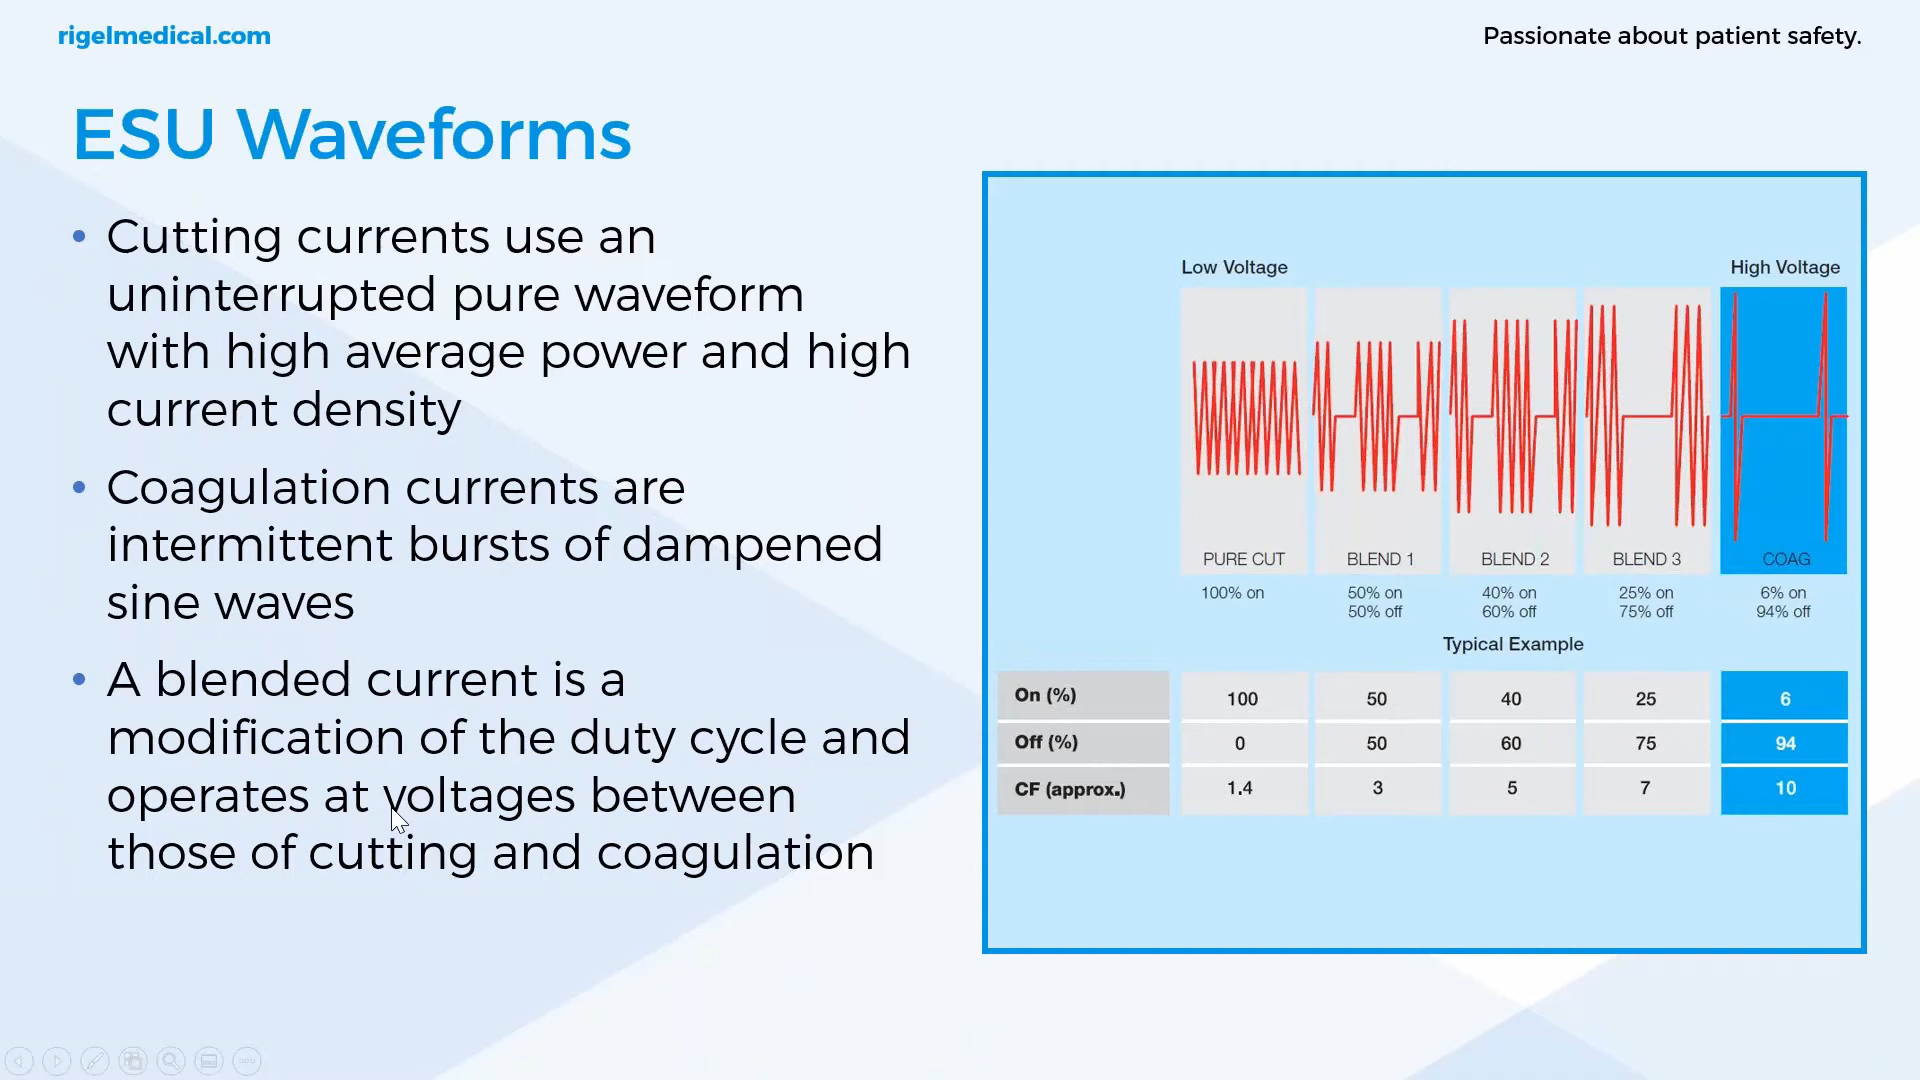 rigelmedical.com
Passionate about patient safety.
ESU Waveforms
• Cutting currents use an
uninterrupted pure waveform
with high average power and high
current density
• Coagulation currents are
intermittent bursts of dampened
sine waves
• A blended current is a
modification of the duty cycle and
operates at voltages between
those of cutting and coagulation
Low Voltage High Voltage
PURE CUT BLEND 1 BLEND 2 BLEND 3 COAG
100% on 50% on 40% on 25% on 6% on
50% off 60% off 75% off 94% off
Typical Example
On (%) 100 50 40 25 6
Off (%) 0 50 60 75 94
CF (approx.) 1.4 3 5 7 10